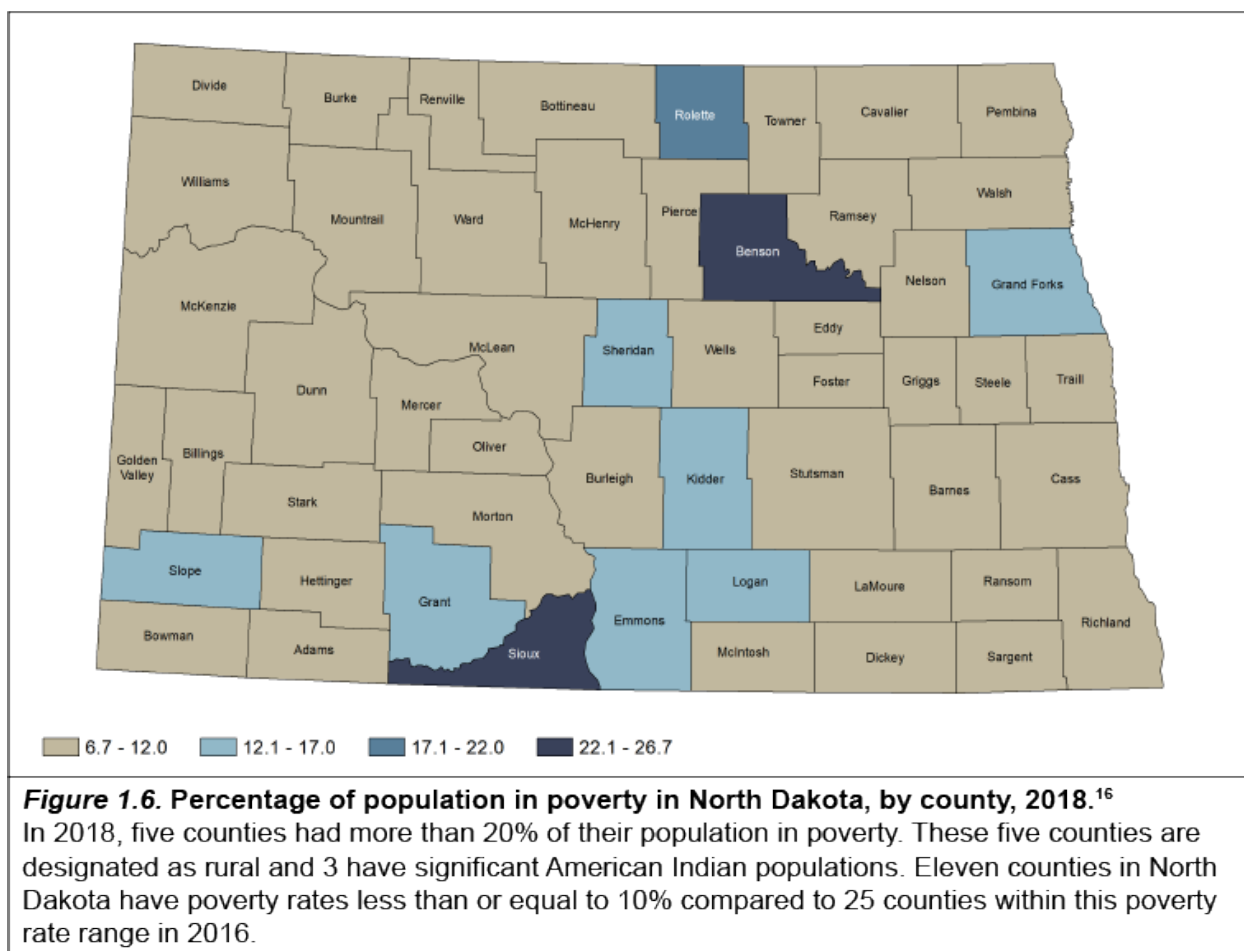 Divide
Burke
Renville
Bottineau
Rolette
Towner
Cavalier
Pembina
Williams
Mountrail
Ward
McHenry
Pierce
Benson
Ramsey
Walsh
Nelson
Grand Forks
McKenzie
Dunn
McLean
Mercer
Oliver
Sheridan
Wells
Eddy
Foster
Griggs
Steele
Traill
Golden
Valley
Billings
Stark
Morton
Burleigh
Kidder
Stutsman
Barnes
Cass
Slope
Hettinger
Grant
Sioux
Emmons
Logan
LaMoure
Ransom
Richland
Bowman
Adams
McIntosh
Dickey
Sargent
6.7 - 12.0
12.1 - 17.0
17.1 - 22.0
22.1 - 26.7
Figure 1.6. Percentage of population in poverty in North Dakota, by county, 2018.¹⁶
In 2018, five counties had more than 20% of their population in poverty. These five counties are
designated as rural and 3 have significant American Indian populations. Eleven counties in North
Dakota have poverty rates less than or equal to 10% compared to 25 counties within this poverty
rate range in 2016.